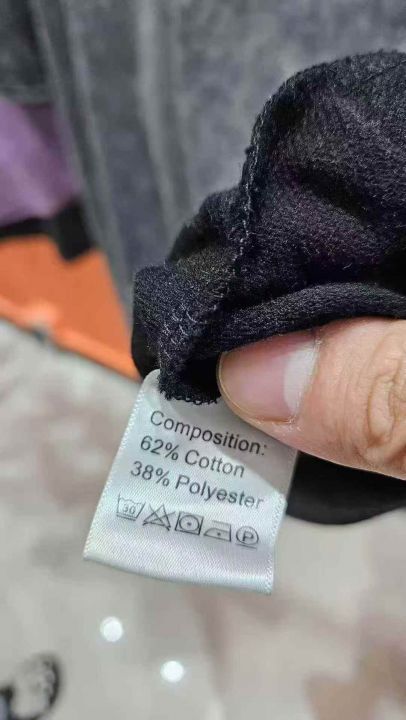 Composition:
62% Cotton
38% Polyester
30 P